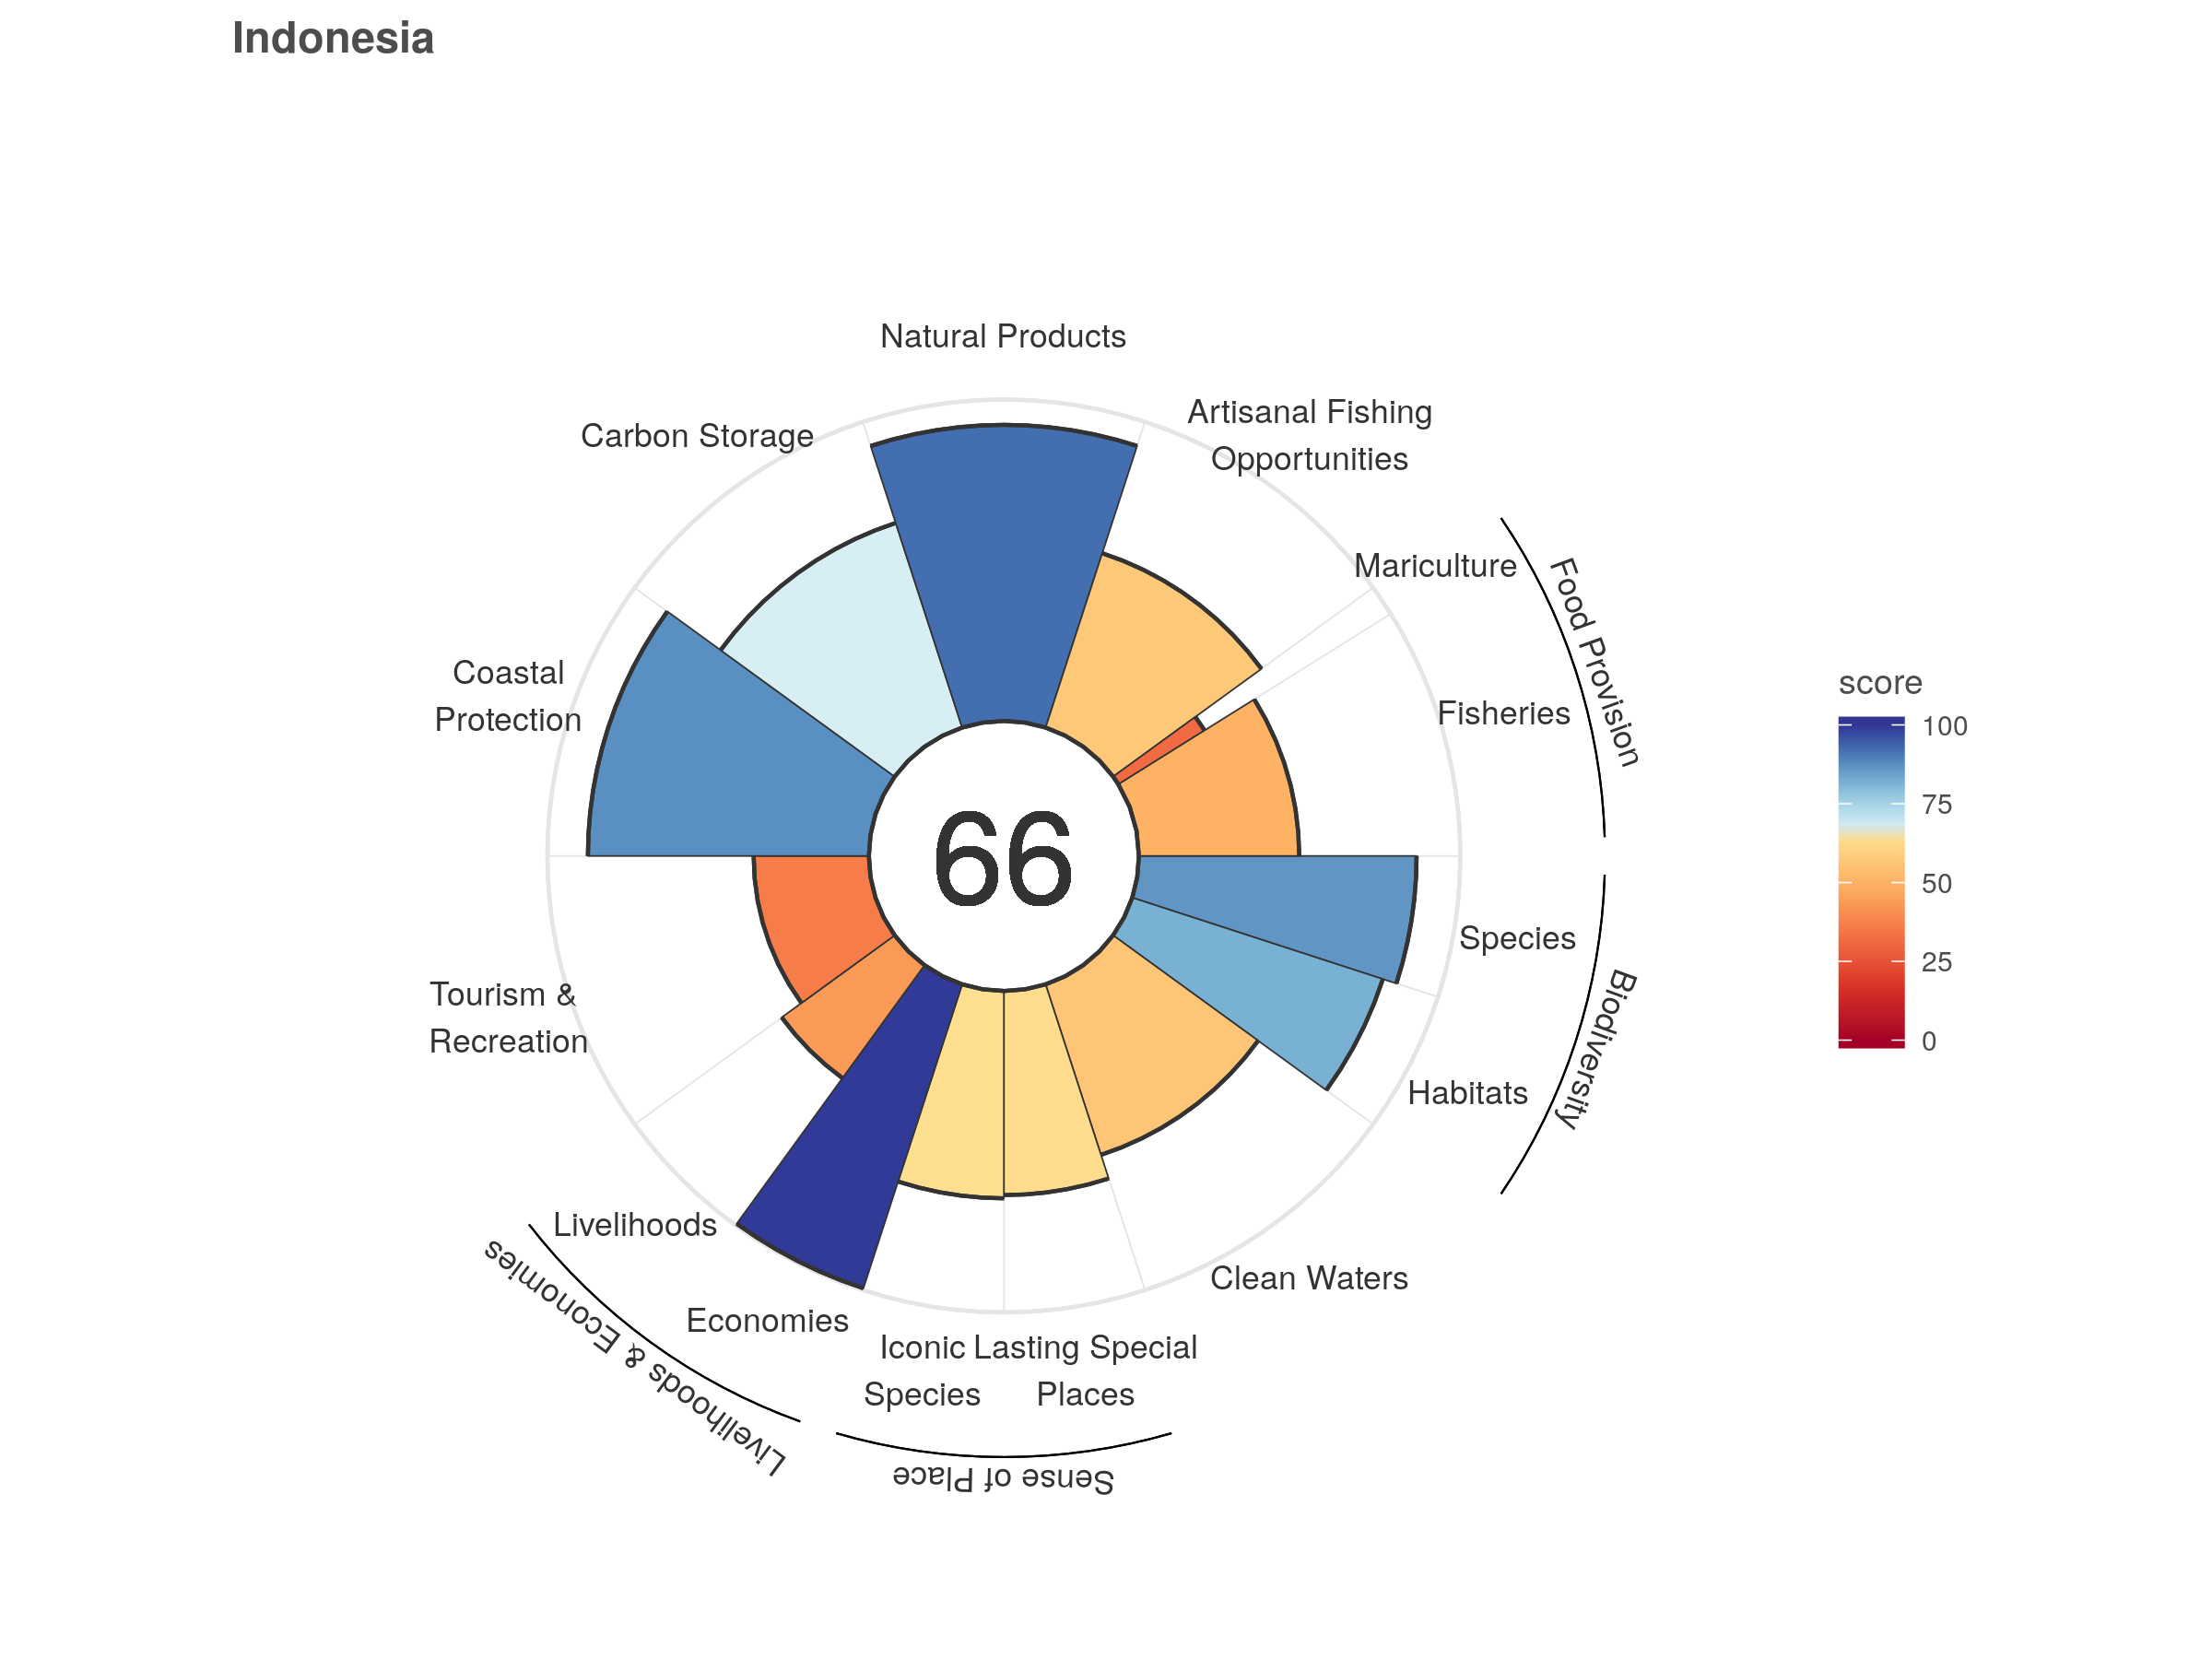 Indonesia
Natural Products
Artisanal Fishing
Opportunities
Carbon Storage
Mariculture
Food Provision
Coastal
Protection
Fisheries
66
score
100
75
50
25
0
Species
Biodiversity
Tourism &
Recreation
Habitats
Livelihoods
Clean Waters
Economies
Livelihoods & Economies
Iconic
Species
Lasting Special
Places
Sense of Place